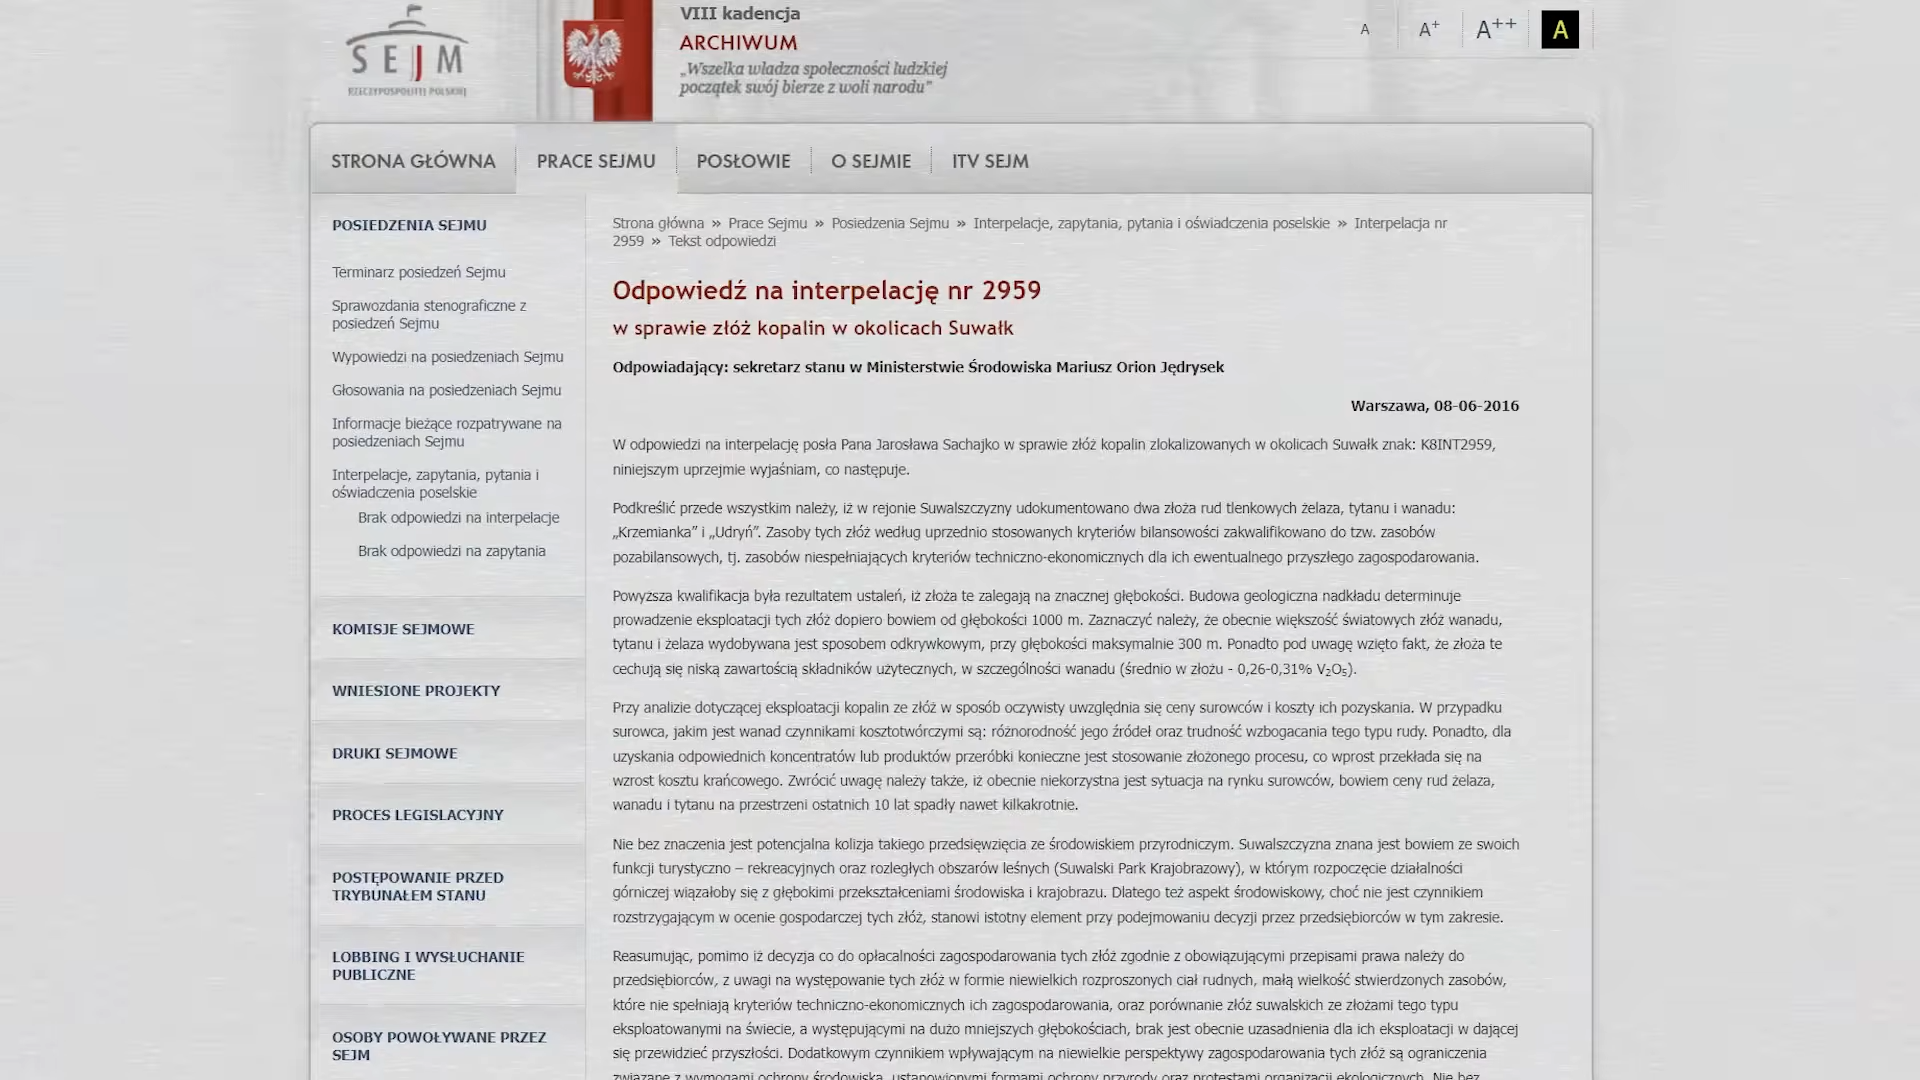 SEJM
RZECZYPOSPOLITEJ POLSKIEJ
VIII kadencja
ARCHIWUM
„Wszelka władza społeczności ludzkiej
początek swój bierze z woli narodu”
A
A+
A++
A
STRONA GŁÓWNA
PRACE SEJMU
POSŁOWIE
O SEJMIE
ITV SEJM
POSIEDZENIA SEJMU
Terminarz posiedzeń Sejmu
Sprawozdania stenograficzne z
posiedzeń Sejmu
Wypowiedzi na posiedzeniach Sejmu
Głosowania na posiedzeniach Sejmu
Informacje bieżące rozpatrywane na
posiedzeniach Sejmu
Interpelacje, zapytania, pytania i
oświadczenia poselskie
Brak odpowiedzi na interpelacje
Brak odpowiedzi na zapytania
KOMISJE SEJMOWE
WNIESIONE PROJEKTY
DRUKI SEJMOWE
PROCES LEGISLACYJNY
POSTĘPOWANIE PRZED
TRYBUNAŁEM STANU
LOBBING I WYSŁUCHANIE
PUBLICZNE
OSOBY POWOŁYWANE PRZEZ
SEJM
Strona główna » Prace Sejmu » Posiedzenia Sejmu » Interpelacje, zapytania, pytania i oświadczenia poselskie » Interpelacja nr
2959 » Tekst odpowiedzi
Odpowiedź na interpelację nr 2959
w sprawie złóż kopalin w okolicach Suwałk
Odpowiadający: sekretarz stanu w Ministerstwie Środowiska Mariusz Orion Jędrysek
Warszawa, 08-06-2016
W odpowiedzi na interpelację posła Pana Jarosława Sachajko w sprawie złóż kopalin zlokalizowanych w okolicach Suwałk znak: K8INT2959,
niniejszym uprzejmie wyjaśniam, co następuje.
Podkreślić przede wszystkim należy, iż w rejonie Suwalszczyzny udokumentowano dwa złoża rud tlenkowych żelaza, tytanu i wanadu:
„Krzemianka” i „Udryń”. Zasoby tych złóż według uprzednio stosowanych kryteriów bilansowości zakwalifikowano do tzw. zasobów
pozabilansowych, tj. zasobów niespełniających kryteriów techniczno-ekonomicznych dla ich ewentualnego przyszłego zagospodarowania.
Powyższa kwalifikacja była rezultatem ustaleń, iż złoża te zalegają na znacznej głębokości. Budowa geologiczna nadkładu determinuje
prowadzenie eksploatacji tych złóż dopiero bowiem od głębokości 1000 m. Zaznaczyć należy, że obecnie większość światowych złóż wanadu,
tytanu i żelaza wydobywana jest sposobem odkrywkowym, przy głębokości maksymalnie 300 m. Ponadto pod uwagę wzięto fakt, że złoża te
cechują się niską zawartością składników użytecznych, w szczególności wanadu (średnio w złożu - 0,26-0,31% V₂O₅).
Przy analizie dotyczącej eksploatacji kopalin ze złóż w sposób oczywisty uwzględnia się ceny surowców i koszty ich pozyskania. W przypadku
surowca, jakim jest wanad czynnikami kosztotwórczymi są: różnorodność jego źródeł oraz trudność wzbogacania tego typu rudy. Ponadto, dla
uzyskania odpowiednich koncentratów lub produktów przeróbki konieczne jest stosowanie złożonego procesu, co wprost przekłada się na
wzrost kosztu krańcowego. Zwrócić uwagę należy także, iż obecnie niekorzystna jest sytuacja na rynku surowców, bowiem ceny rud żelaza,
wanadu i tytanu na przestrzeni ostatnich 10 lat spadły nawet kilkakrotnie.
Nie bez znaczenia jest potencjalna kolizja takiego przedsięwzięcia ze środowiskiem przyrodniczym. Suwalszczyzna znana jest bowiem ze swoich
funkcji turystyczno – rekreacyjnych oraz rozległych obszarów leśnych (Suwalski Park Krajobrazowy), w którym rozpoczęcie działalności
górniczej wiązałoby się z głębokimi przekształceniami środowiska i krajobrazu. Dlatego też aspekt środowiskowy, choć nie jest czynnikiem
rozstrzygającym w ocenie gospodarczej tych złóż, stanowi istotny element przy podejmowaniu decyzji przez przedsiębiorców w tym zakresie.
Reasumując, pomimo iż decyzja co do opłacalności zagospodarowania tych złóż zgodnie z obowiązującymi przepisami prawa należy do
przedsiębiorców, z uwagi na występowanie tych złóż w formie niewielkich rozproszonych ciał rudnych, małą wielkość stwierdzonych zasobów,
które nie spełniają kryteriów techniczno-ekonomicznych ich zagospodarowania, oraz porównanie złóż suwalskich ze złożami tego typu
eksploatowanymi na świecie, a występującymi na dużo mniejszych głębokościach, brak jest obecnie uzasadnienia dla ich eksploatacji w dającej
się przewidzieć przyszłości. Dodatkowym czynnikiem wpływającym na niewielkie perspektywy zagospodarowania tych złóż są ograniczenia
związane z wymogami ochrony środowiska, ustanowionymi formami ochrony przyrody oraz protestami organizacji ekologicznych. Nie bez